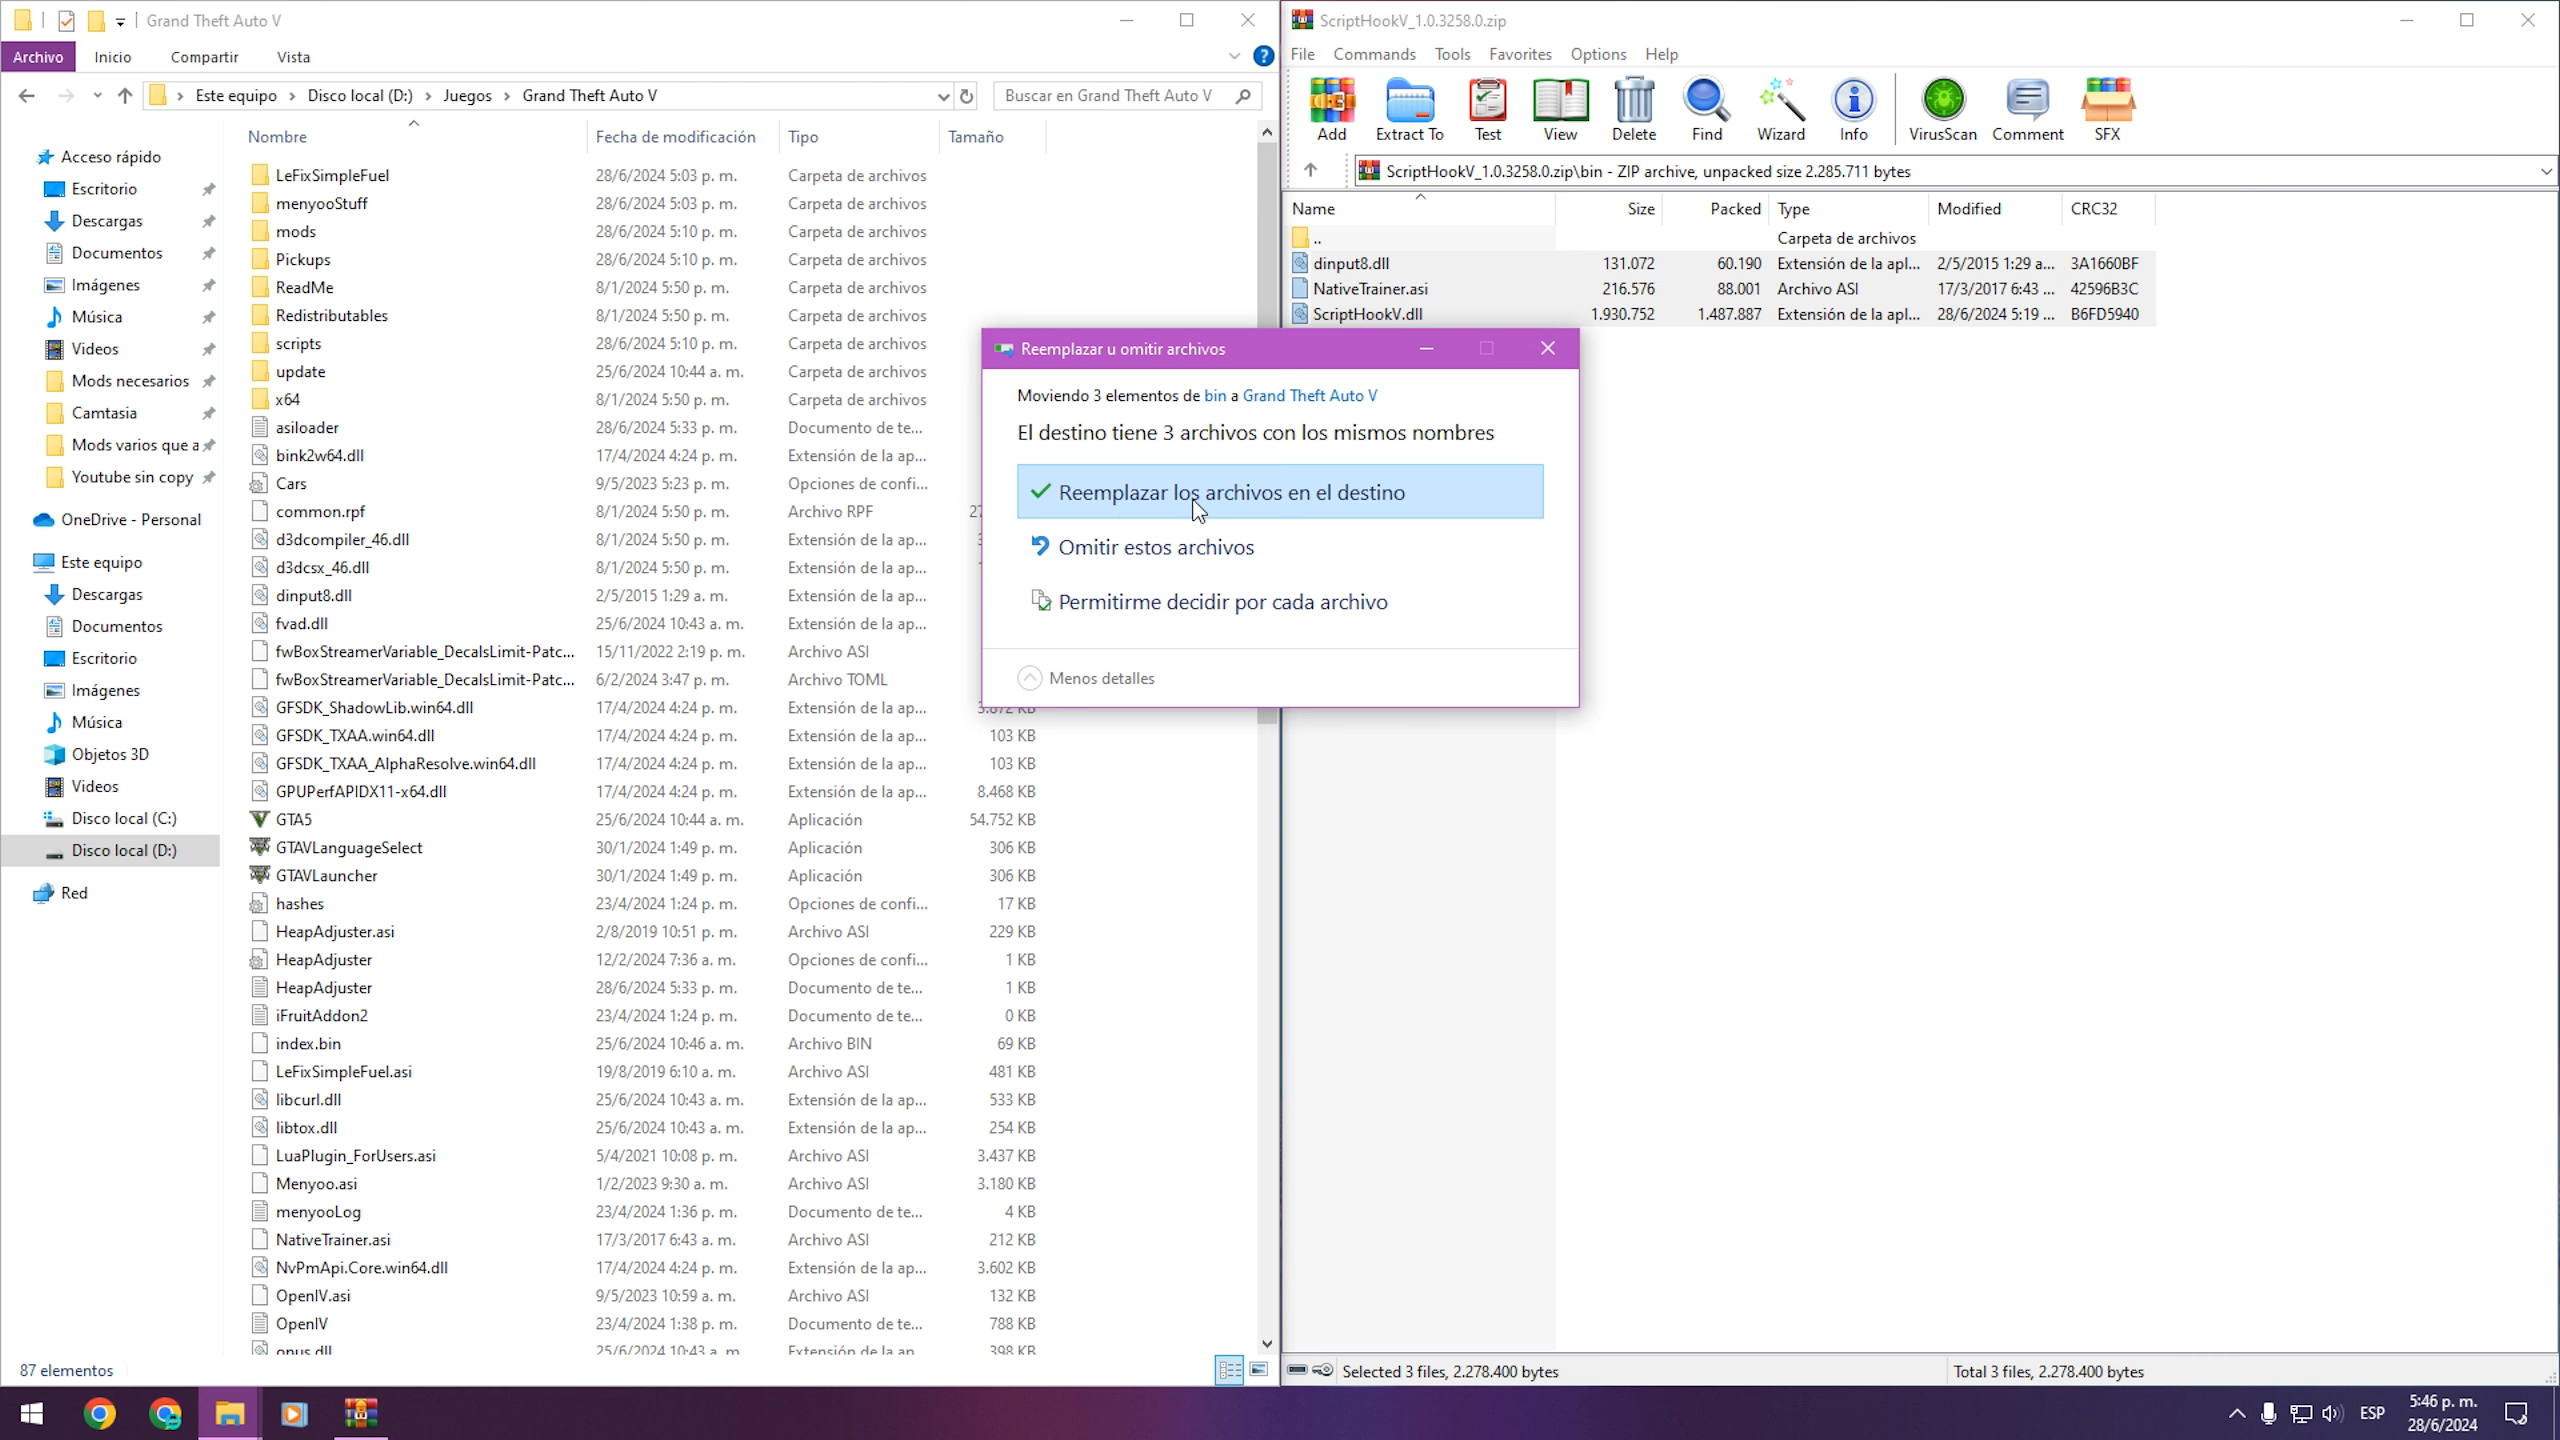 Grand Theft Auto V
Archivo Inicio Compartir Vista
Este equipo Disco local (D:) Juegos Grand Theft Auto V Buscar en Grand Theft Auto V
Acceso rápido
Escritorio
Descargas
Documentos
Imágenes
Música
Videos
Mods necesarios
Camtasia
Mods varios que a
Youtube sin copy
OneDrive - Personal
Este equipo
Descargas
Documentos
Escritorio
Imágenes
Música
Objetos 3D
Videos
Disco local (C:)
Disco local (D:)
Red
Nombre Fecha de modificación Tipo Tamaño
LeFixSimpleFuel 28/6/2024 5:03 p. m. Carpeta de archivos
menyooStuff 28/6/2024 5:03 p. m. Carpeta de archivos
mods 28/6/2024 5:10 p. m. Carpeta de archivos
Pickups 28/6/2024 5:10 p. m. Carpeta de archivos
ReadMe 8/1/2024 5:50 p. m. Carpeta de archivos
Redistributables 8/1/2024 5:50 p. m. Carpeta de archivos
scripts 28/6/2024 5:10 p. m. Carpeta de archivos
update 25/6/2024 10:44 a. m. Carpeta de archivos
x64 8/1/2024 5:50 p. m. Carpeta de archivos
asiloader 28/6/2024 5:33 p. m. Documento de te...
bink2w64.dll 17/4/2024 4:24 p. m. Extensión de la ap...
Cars 9/5/2023 5:23 p. m. Opciones de confi...
common.rpf 8/1/2024 5:50 p. m. Archivo RPF
d3dcompiler_46.dll 8/1/2024 5:50 p. m. Extensión de la ap...
d3dcsx_46.dll 8/1/2024 5:50 p. m. Extensión de la ap...
dinput8.dll 2/5/2015 1:29 a. m. Extensión de la ap...
fvad.dll 25/6/2024 10:43 a. m. Extensión de la ap...
fwBoxStreamerVariable_DecalsLimit-Patc... 15/11/2022 2:19 p. m. Archivo ASI
fwBoxStreamerVariable_DecalsLimit-Patc... 6/2/2024 3:47 p. m. Archivo TOML
GFSDK_ShadowLib.win64.dll 17/4/2024 4:24 p. m. Extensión de la ap... 3.872 KB
GFSDK_TXAA.win64.dll 17/4/2024 4:24 p. m. Extensión de la ap... 103 KB
GFSDK_TXAA_AlphaResolve.win64.dll 17/4/2024 4:24 p. m. Extensión de la ap... 103 KB
GPUPerfAPIDX11-x64.dll 17/4/2024 4:24 p. m. Extensión de la ap... 8.468 KB
GTA5 25/6/2024 10:44 a. m. Aplicación 54.752 KB
GTAVLanguageSelect 30/1/2024 1:49 p. m. Aplicación 306 KB
GTAVLauncher 30/1/2024 1:49 p. m. Aplicación 306 KB
hashes 23/4/2024 1:24 p. m. Opciones de confi... 17 KB
HeapAdjuster.asi 2/8/2019 10:51 p. m. Archivo ASI 229 KB
HeapAdjuster 12/2/2024 7:36 a. m. Opciones de confi... 1 KB
HeapAdjuster 28/6/2024 5:33 p. m. Documento de te... 1 KB
iFruitAddon2 23/4/2024 1:24 p. m. Documento de te... 0 KB
index.bin 25/6/2024 10:46 a. m. Archivo BIN 69 KB
LeFixSimpleFuel.asi 19/8/2019 6:10 a. m. Archivo ASI 481 KB
libcurl.dll 25/6/2024 10:43 a. m. Extensión de la ap... 533 KB
libtox.dll 25/6/2024 10:43 a. m. Extensión de la ap... 254 KB
LuaPlugin_ForUsers.asi 5/4/2021 10:08 p. m. Archivo ASI 3.437 KB
Menyoo.asi 1/2/2023 9:30 a. m. Archivo ASI 3.180 KB
menyooLog 23/4/2024 1:36 p. m. Documento de te... 4 KB
NativeTrainer.asi 17/3/2017 6:43 a. m. Archivo ASI 212 KB
NvPmApi.Core.win64.dll 17/4/2024 4:24 p. m. Extensión de la ap... 3.602 KB
OpenIV.asi 9/5/2023 10:59 a. m. Archivo ASI 132 KB
OpenIV 23/4/2024 1:38 p. m. Documento de te... 788 KB
opus.dll 25/6/2024 10:43 a. m. Extensión de la ap... 398 KB
87 elementos
ScriptHookV_1.0.3258.0.zip
File Commands Tools Favorites Options Help
Add Extract To Test View Delete Find Wizard Info VirusScan Comment SFX
ScriptHookV_1.0.3258.0.zip\bin - ZIP archive, unpacked size 2.285.711 bytes
Name Size Packed Type Modified CRC32
.. Carpeta de archivos
dinput8.dll 131.072 60.190 Extensión de la apl... 2/5/2015 1:29 a... 3A1660BF
NativeTrainer.asi 216.576 88.001 Archivo ASI 17/3/2017 6:43 ... 42596B3C
ScriptHookV.dll 1.930.752 1.487.887 Extensión de la apl... 28/6/2024 5:19 ... B6FD5940
Reemplazar u omitir archivos
Moviendo 3 elementos de bin a Grand Theft Auto V
El destino tiene 3 archivos con los mismos nombres
Reemplazar los archivos en el destino
Omitir estos archivos
Permitirme decidir por cada archivo
Menos detalles
Selected 3 files, 2.278.400 bytes Total 3 files, 2.278.400 bytes
ESP
5:46 p. m.
28/6/2024